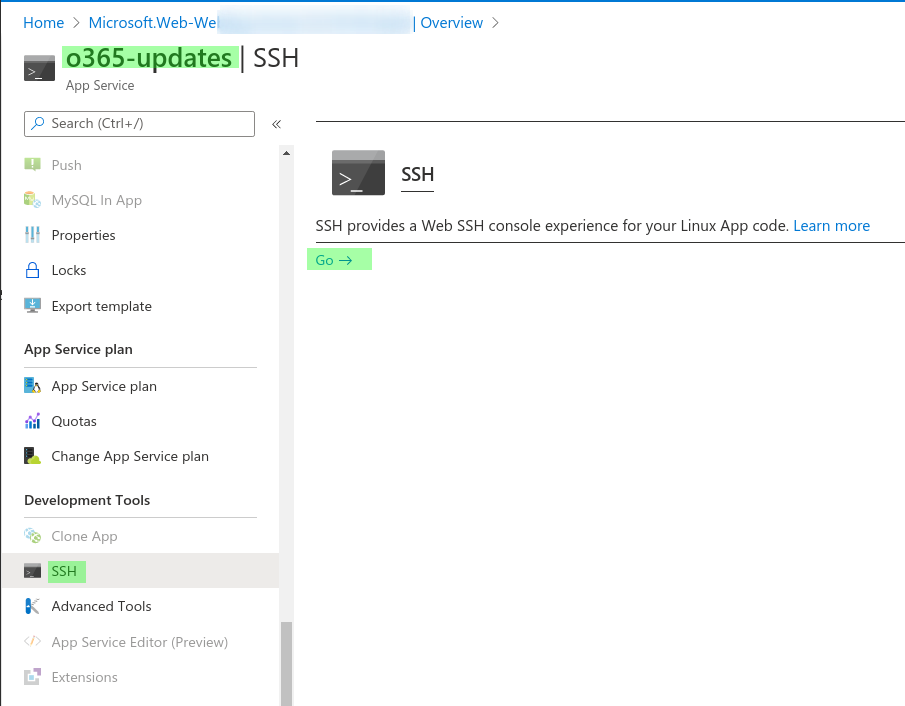 Home > Microsoft.Web-We | Overview >
o365-updates | SSH
App Service
Search (Ctrl+/)
«
Push
MySQL In App
Properties
Locks
Export template
App Service plan
App Service plan
Quotas
Change App Service plan
Development Tools
Clone App
SSH
Advanced Tools
App Service Editor (Preview)
Extensions
SSH
SSH provides a Web SSH console experience for your Linux App code. Learn more
Go →